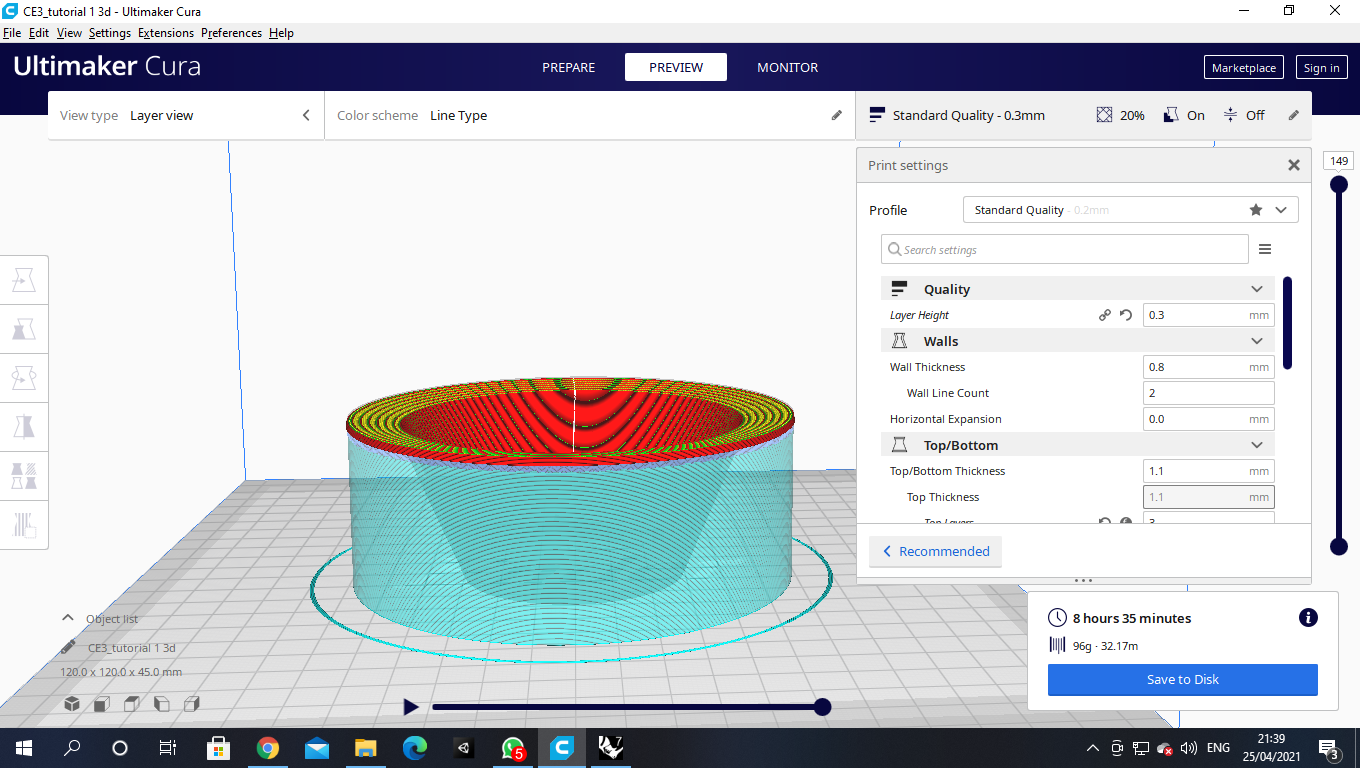 CE3_tutorial 1 3d - Ultimaker Cura
File Edit View Settings Extensions Preferences Help
Ultimaker Cura
PREPARE PREVIEW MONITOR
Marketplace Sign in
View type Layer view
Color scheme Line Type
Standard Quality - 0.3mm 20% On Off
149
Print settings
Profile Standard Quality - 0.2mm
Search settings
Quality
Layer Height 0.3 mm
Walls
Wall Thickness 0.8 mm
Wall Line Count 2
Horizontal Expansion 0.0 mm
Top/Bottom
Top/Bottom Thickness 1.1 mm
Top Thickness 1.1 mm
Top Layers 3
Recommended
Object list
CE3_tutorial 1 3d
120.0 x 120.0 x 45.0 mm
8 hours 35 minutes
96g · 32.17m
Save to Disk
5
7
ENG
21:39
25/04/2021
3